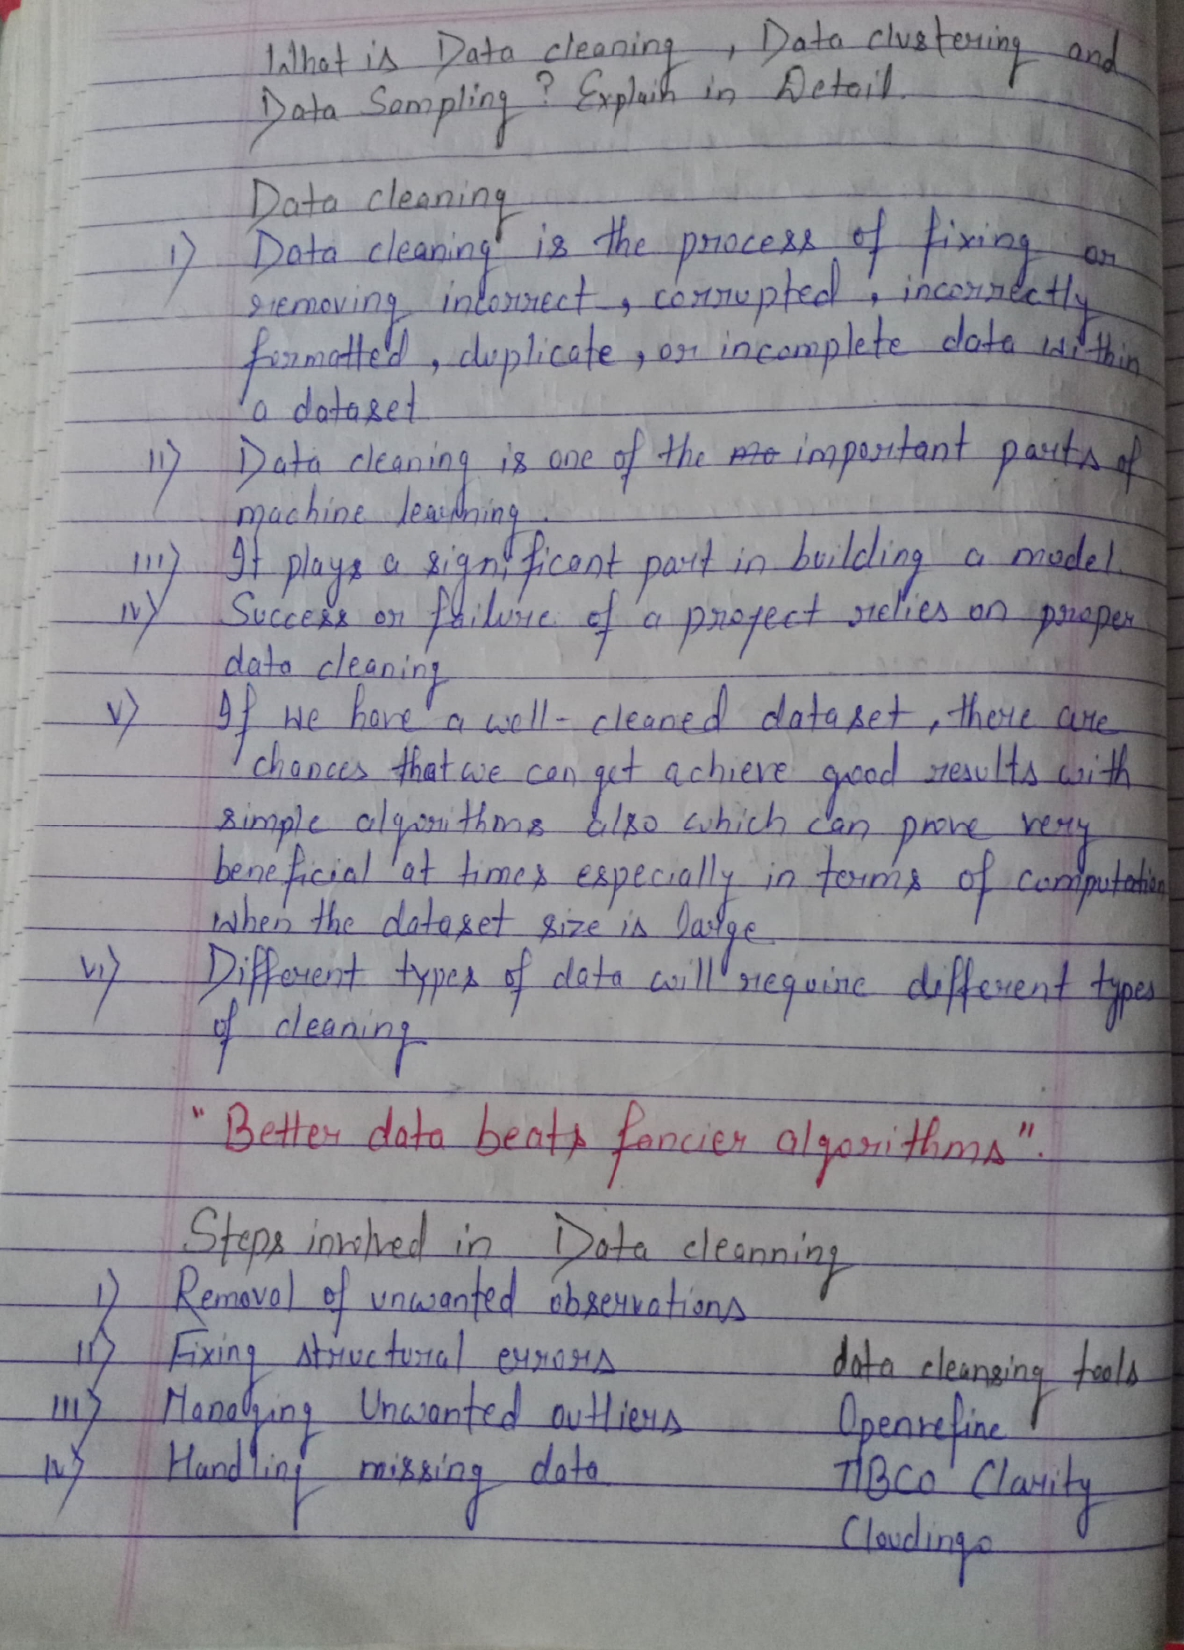 What is Data cleaning , Data clustering and
Data Sampling ? Explain in Detail.
Data cleaning
i) Data cleaning is the process of fixing or
removing incorrect, corrupted, incorrectly
formatted, duplicate, or incomplete data within
a dataset
ii) Data cleaning is one of the mo important parts of
machine learning.
iii) It plays a significant part in building a model.
iv) Success or failure of a project relies on proper
data cleaning
v) If we have a well-cleaned dataset, there are
chances that we can get achieve good results with
simple algorithms also which can prove very
beneficial at times especially in terms of computation
when the dataset size is large
vi) Different types of data will require different types
of cleaning
"Better data beats fancier algorithms".
Steps involved in Data cleanning
i) Removal of unwanted observations
ii) Fixing structural errors
data cleansing tools
iii) Managing Unwanted outliers
Openrefine
iv) Handling missing data
TIBCO Clarity
Cloudingo